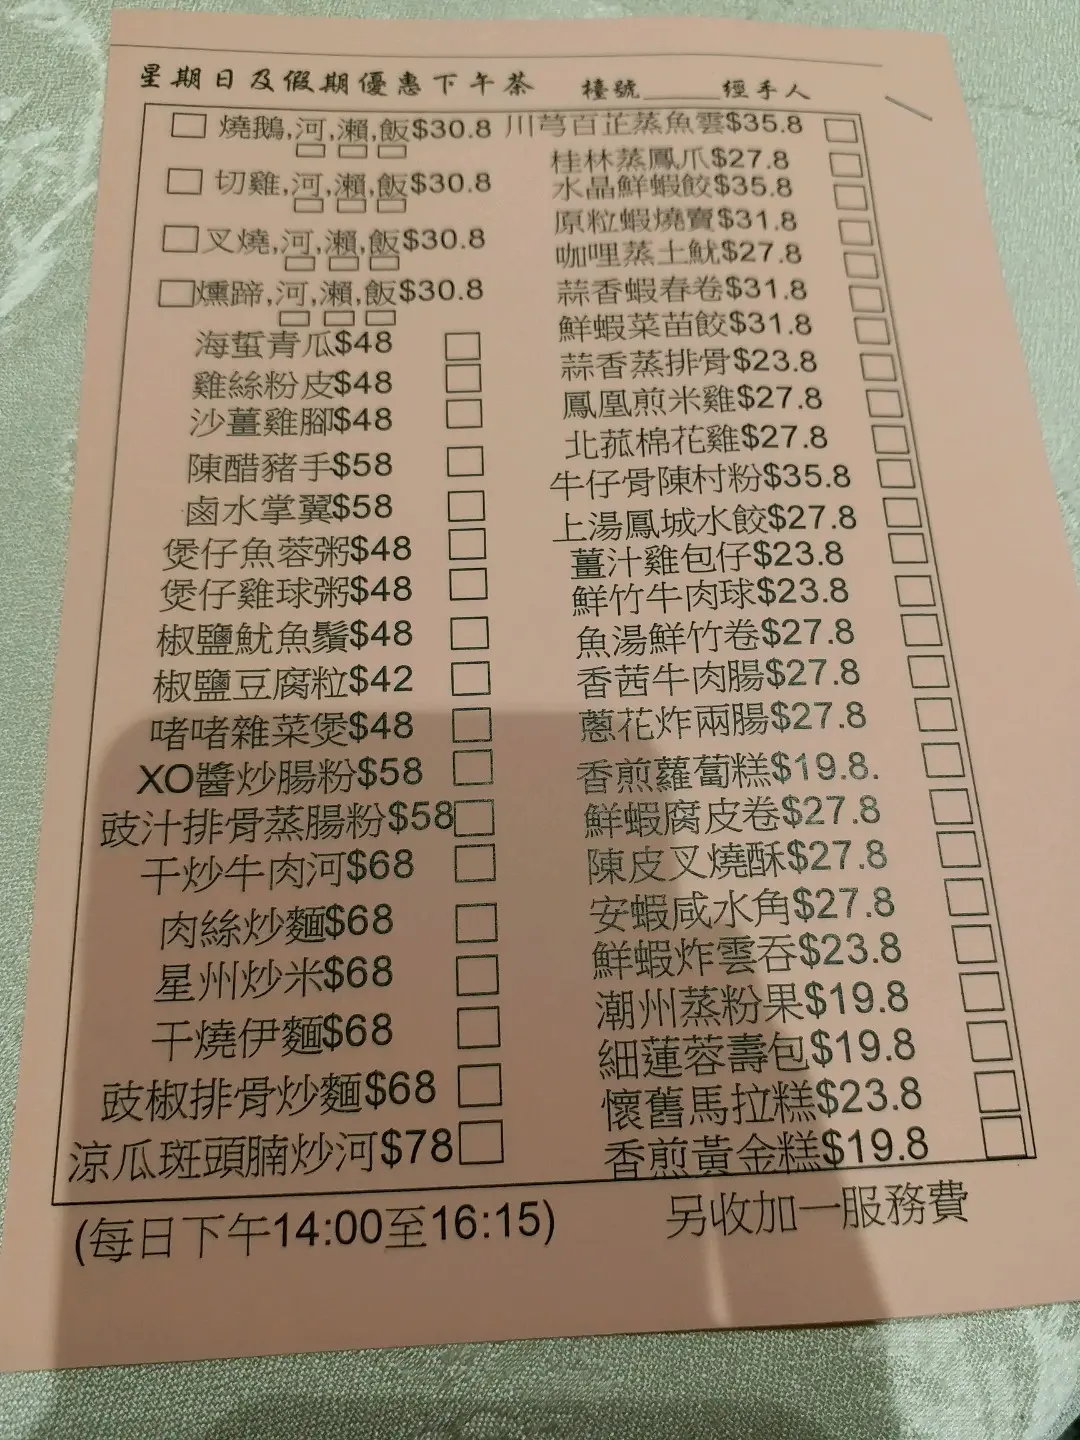 星期日及假期優惠下午茶 檯號______經手人
燒鵝,河,瀨,飯$30.8
切雞,河,瀨,飯$30.8
叉燒,河,瀨,飯$30.8
燻蹄,河,瀨,飯$30.8
海蜇青瓜$48
雞絲粉皮$48
沙薑雞腳$48
陳醋豬手$58
鹵水掌翼$58
煲仔魚蓉粥$48
煲仔雞球粥$48
椒鹽魷魚鬚$48
椒鹽豆腐粒$42
啫啫雜菜煲$48
XO醬炒腸粉$58
豉汁排骨蒸腸粉$58
干炒牛肉河$68
肉絲炒麵$68
星州炒米$68
干燒伊麵$68
豉椒排骨炒麵$68
涼瓜斑頭腩炒河$78
川芎百芷蒸魚雲$35.8
桂林蒸鳳爪$27.8
水晶鮮蝦餃$35.8
原粒蝦燒賣$31.8
咖哩蒸土魷$27.8
蒜香蝦春卷$31.8
鮮蝦菜苗餃$31.8
蒜香蒸排骨$23.8
鳳凰煎米雞$27.8
北菰棉花雞$27.8
牛仔骨陳村粉$35.8
上湯鳳城水餃$27.8
薑汁雞包仔$23.8
鮮竹牛肉球$23.8
魚湯鮮竹卷$27.8
香茜牛肉腸$27.8
蔥花炸兩腸$27.8
香煎蘿蔔糕$19.8.
鮮蝦腐皮卷$27.8
陳皮叉燒酥$27.8
安蝦咸水角$27.8
鮮蝦炸雲吞$23.8
潮州蒸粉果$19.8
細蓮蓉壽包$19.8
懷舊馬拉糕$23.8
香煎黃金糕$19.8
(每日下午14:00至16:15)
另收加一服務費